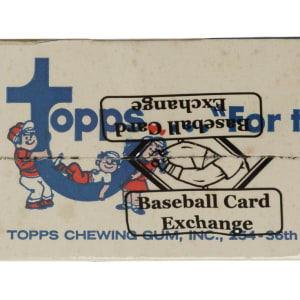 topps ... "For t
Baseball Card
Exchange
Baseball Card
Exchange
TOPPS CHEWING GUM, INC., 254-36th